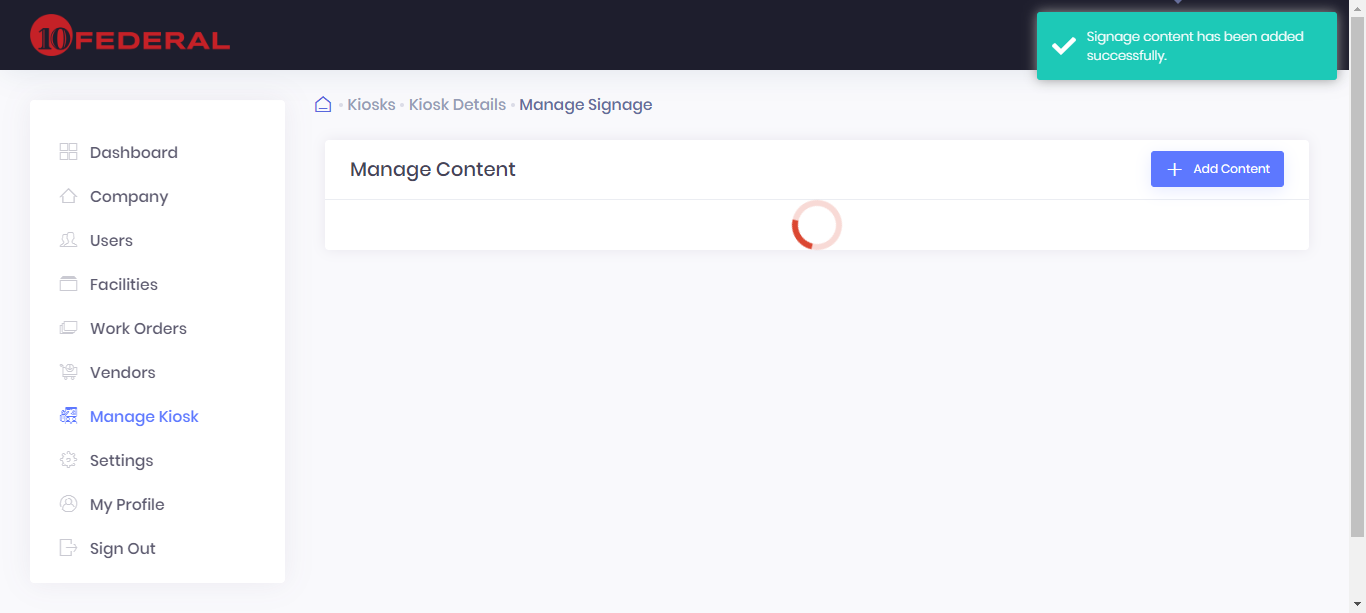 10 FEDERAL
Signage content has been added
successfully.
Kiosks • Kiosk Details • Manage Signage
Manage Content
Add Content
Dashboard
Company
Users
Facilities
Work Orders
Vendors
Manage Kiosk
Settings
My Profile
Sign Out